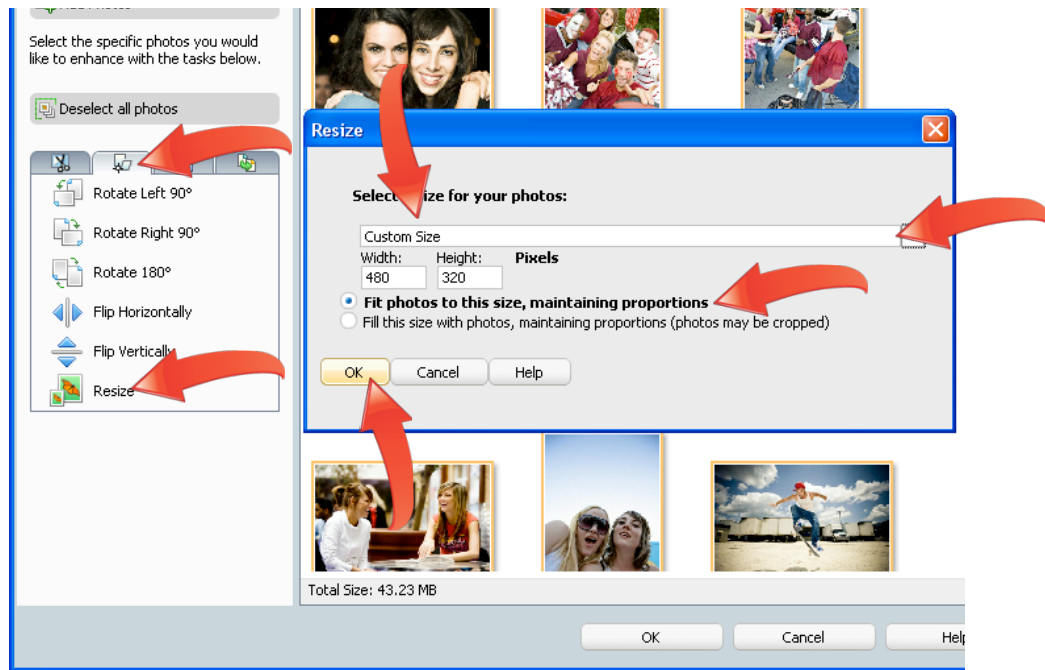 Select the specific photos you would
like to enhance with the tasks below.
Deselect all photos
Rotate Left 90°
Rotate Right 90°
Rotate 180°
Flip Horizontally
Flip Vertically
Resize
Resize
Select size for your photos:
Custom Size
Width: Height: Pixels
480 320
Fit photos to this size, maintaining proportions
Fill this size with photos, maintaining proportions (photos may be cropped)
OK Cancel Help
Total Size: 43.23 MB
OK Cancel Help